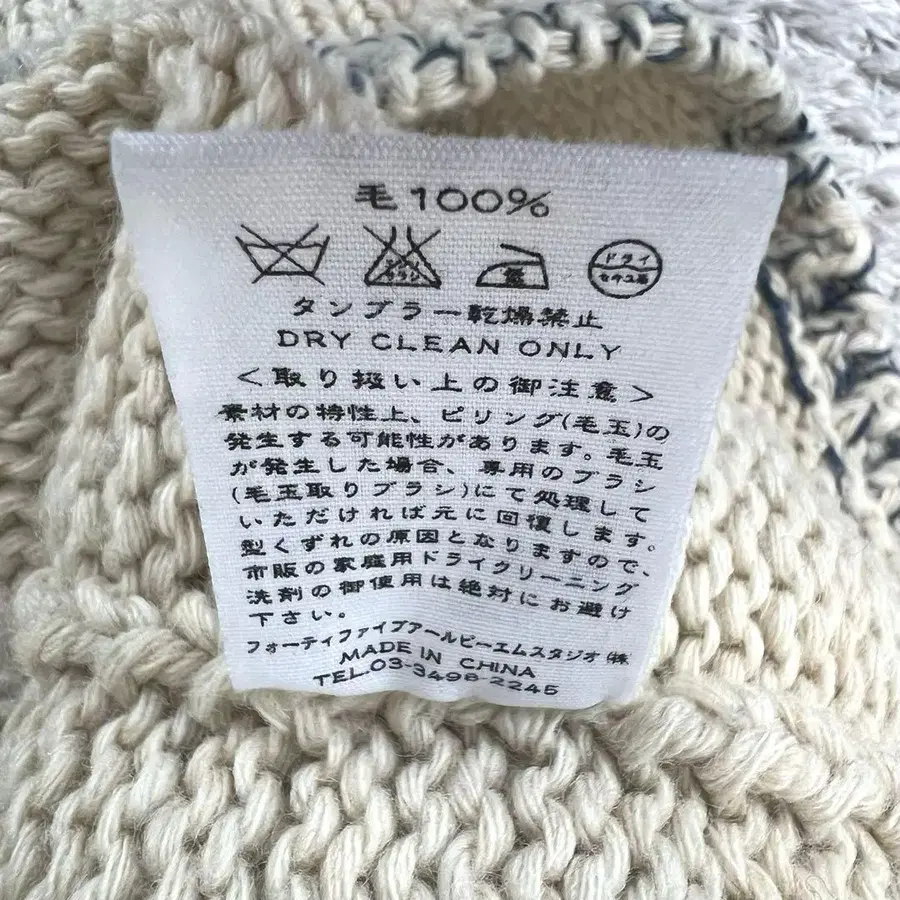 毛100%
ドライ
セキユ系
タンブラー乾燥禁止
DRY CLEAN ONLY
<取り扱い上の御注意>
素材の特性上、ピリング(毛玉)の
発生する可能性があります。毛玉
が発生した場合、専用のブラシ
(毛玉取りブラシ)にて処理して
いただければ元に回復します。
型くずれの原因となりますので、
市販の家庭用ドライクリーニング
洗剤の御使用は絶対にお避け
下さい。
フォーティファイブアールピーエムスタジオ(株
MADE IN CHINA
TEL.03-3498-2245